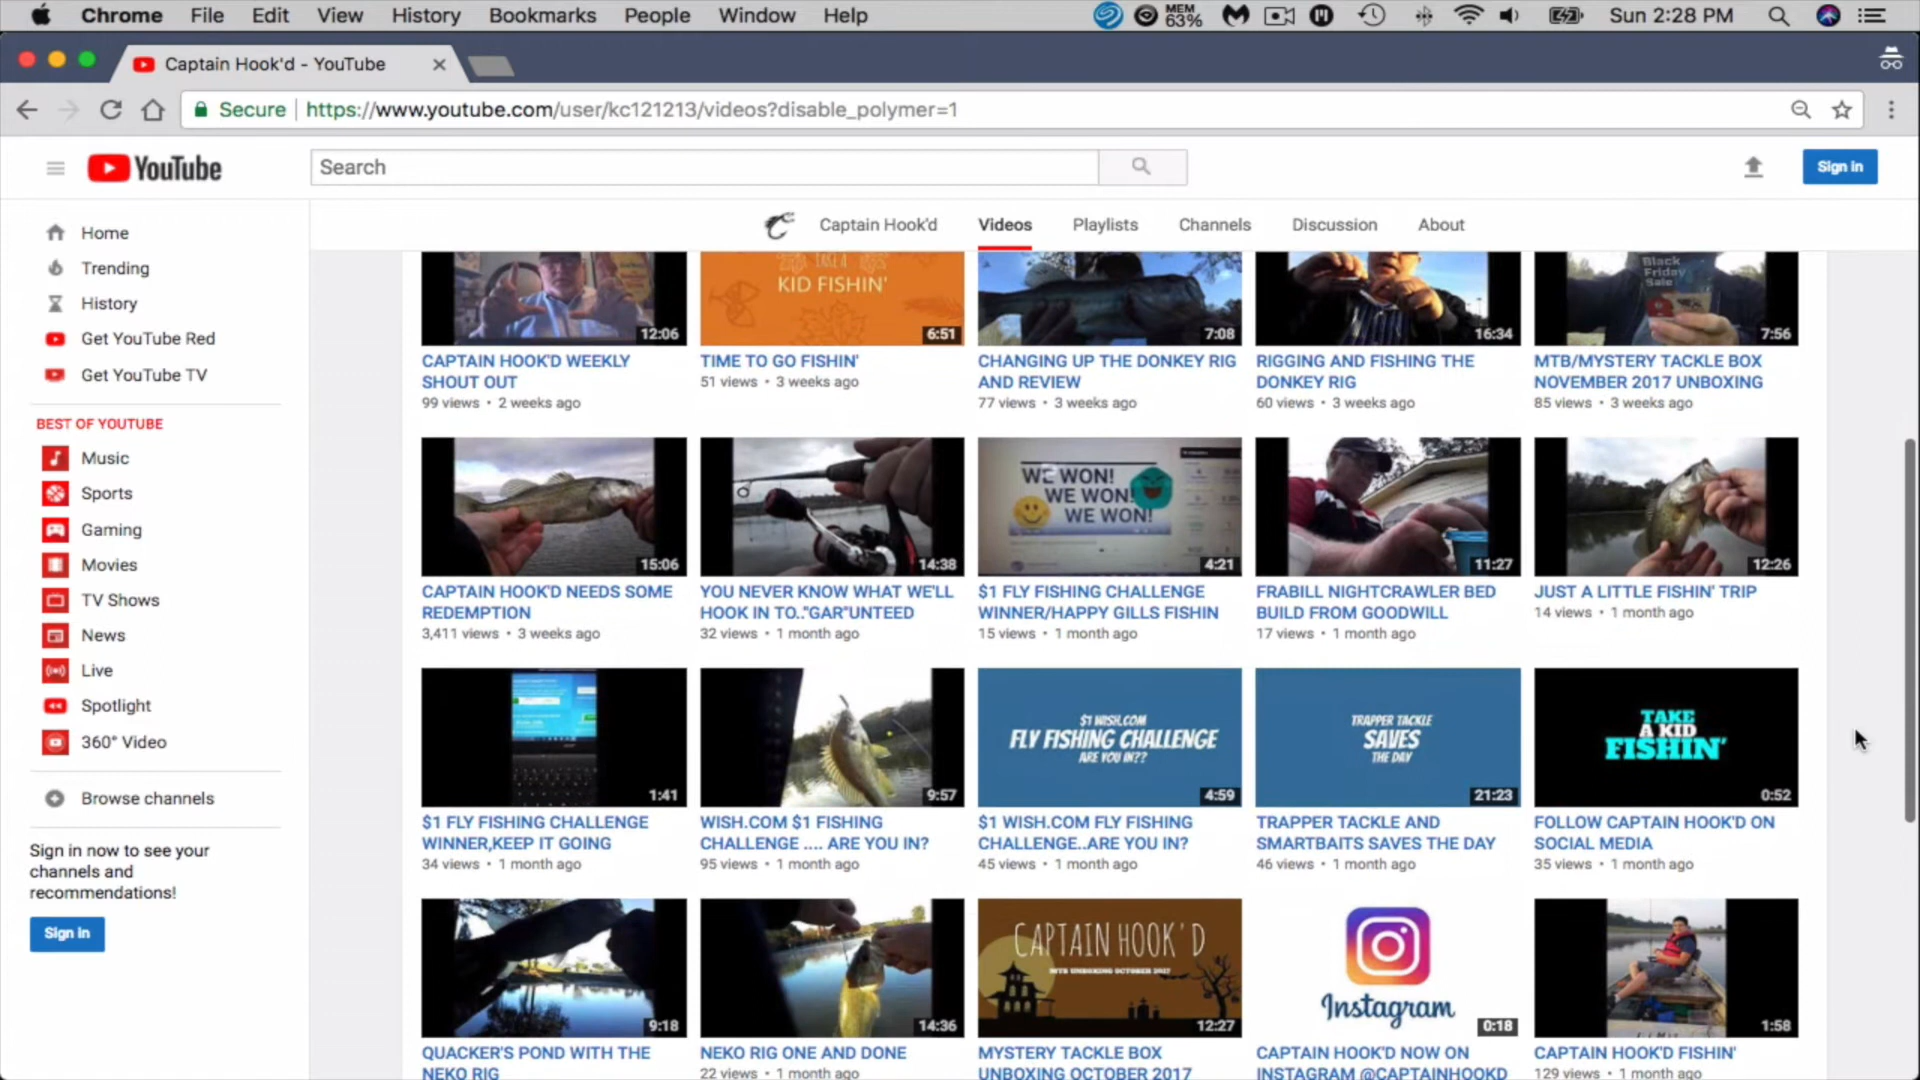 Chrome File Edit View History Bookmarks People Window Help
MEM
63%
Sun 2:28 PM
Captain Hook'd - YouTube
Secure https://www.youtube.com/user/kc121213/videos?disable_polymer=1
YouTube
Search
Sign in
Captain Hook'd Videos Playlists Channels Discussion About
Home
Trending
History
Get YouTube Red
Get YouTube TV
BEST OF YOUTUBE
Music
Sports
Gaming
Movies
TV Shows
News
Live
Spotlight
360° Video
Browse channels
Sign in now to see your
channels and
recommendations!
Sign in
12:06
CAPTAIN HOOK'D WEEKLY
SHOUT OUT
99 views • 2 weeks ago
TAKE A
KID FISHIN'
6:51
TIME TO GO FISHIN'
51 views • 3 weeks ago
7:08
CHANGING UP THE DONKEY RIG
AND REVIEW
77 views • 3 weeks ago
16:34
RIGGING AND FISHING THE
DONKEY RIG
60 views • 3 weeks ago
Black
Friday
Sale
7:56
MTB/MYSTERY TACKLE BOX
NOVEMBER 2017 UNBOXING
85 views • 3 weeks ago
15:06
CAPTAIN HOOK'D NEEDS SOME
REDEMPTION
3,411 views • 3 weeks ago
14:38
YOU NEVER KNOW WHAT WE'LL
HOOK IN TO.."GAR"UNTEED
32 views • 1 month ago
WE WON!
WE WON!
WE WON!
4:21
$1 FLY FISHING CHALLENGE
WINNER/HAPPY GILLS FISHIN
15 views • 1 month ago
11:27
FRABILL NIGHTCRAWLER BED
BUILD FROM GOODWILL
17 views • 1 month ago
12:26
JUST A LITTLE FISHIN' TRIP
14 views • 1 month ago
1:41
$1 FLY FISHING CHALLENGE
WINNER,KEEP IT GOING
34 views • 1 month ago
9:57
WISH.COM $1 FISHING
CHALLENGE .... ARE YOU IN?
95 views • 1 month ago
$1 WISH.COM
FLY FISHING CHALLENGE
ARE YOU IN??
4:59
$1 WISH.COM FLY FISHING
CHALLENGE..ARE YOU IN?
45 views • 1 month ago
TRAPPER TACKLE
SAVES
THE DAY
21:23
TRAPPER TACKLE AND
SMARTBAITS SAVES THE DAY
46 views • 1 month ago
TAKE
A KID
FISHIN'
0:52
FOLLOW CAPTAIN HOOK'D ON
SOCIAL MEDIA
35 views • 1 month ago
9:18
QUACKER'S POND WITH THE
NEKO RIG
14:36
NEKO RIG ONE AND DONE
22 views • 1 month ago
CAPTAIN HOOK'D
MTB UNBOXING OCTOBER 2017
12:27
MYSTERY TACKLE BOX
UNBOXING OCTOBER 2017
Instagram
0:18
CAPTAIN HOOK'D NOW ON
INSTAGRAM @CAPTAINHOOKD
1:58
CAPTAIN HOOK'D FISHIN'
129 views • 1 month ago